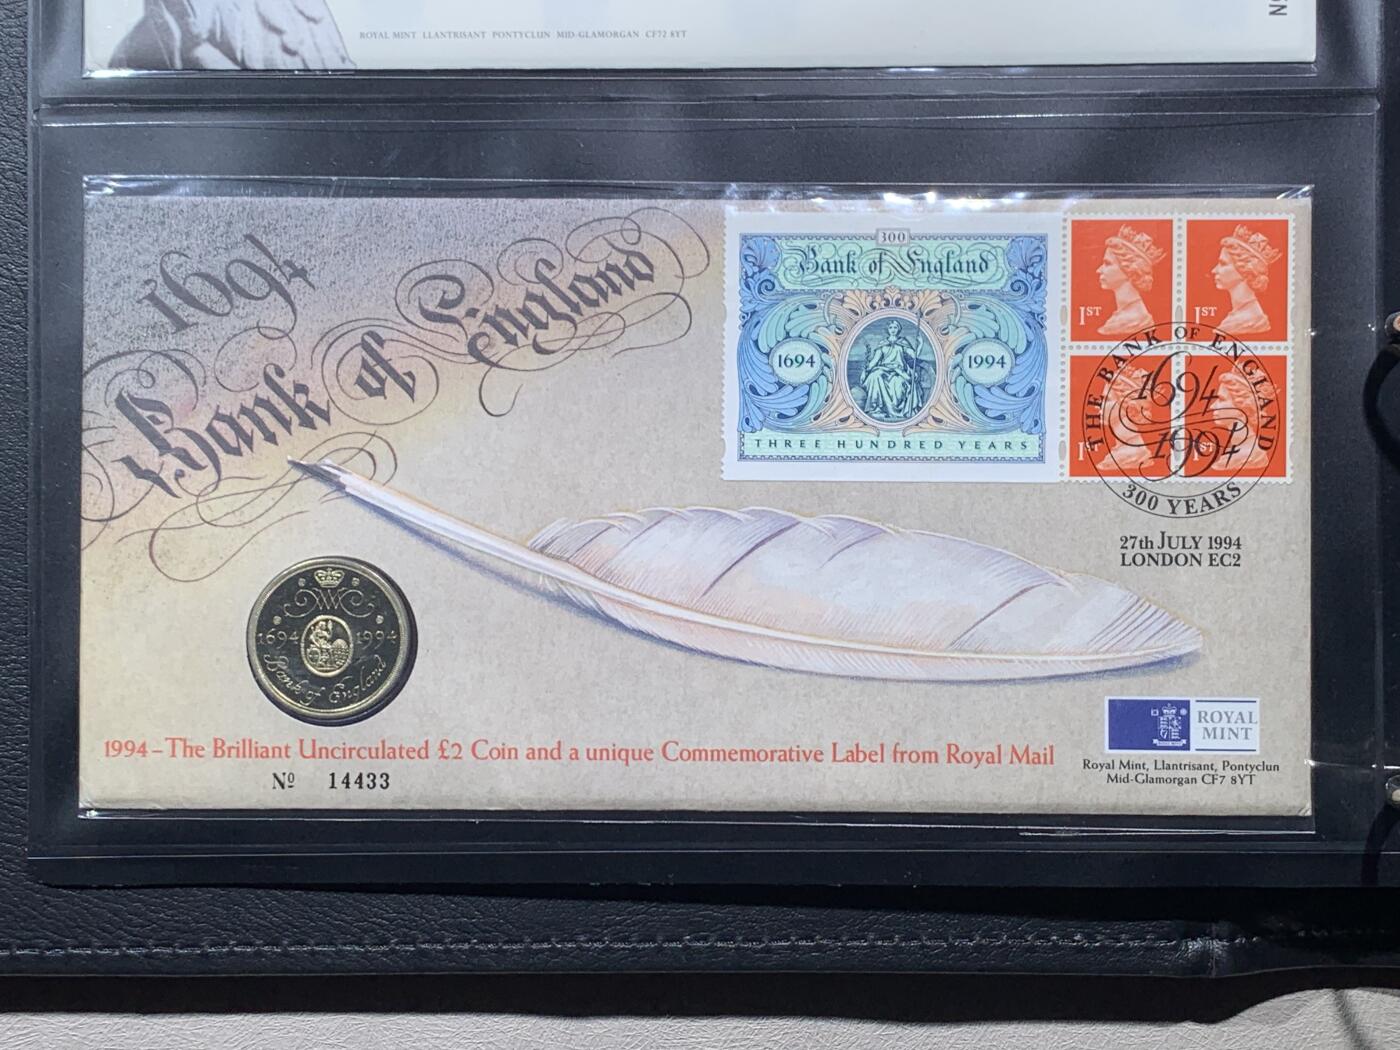 ROYAL MINT LLANTRISANT PONTYCLUN MID-GLAMORGAN CF72 8YT
1694
Bank of England
300
Bank of England
1694
1994
THREE HUNDRED YEARS
1ST
1ST
1ST
1ST
THE BANK OF ENGLAND
1694
1994
300 YEARS
27th JULY 1994
LONDON EC2
1694 1994
Bank of England
1994 – The Brilliant Uncirculated £2 Coin and a unique Commemorative Label from Royal Mail
Nº 14433
ROYAL
MINT
Royal Mint, Llantrisant, Pontyclun
Mid-Glamorgan CF7 8YT